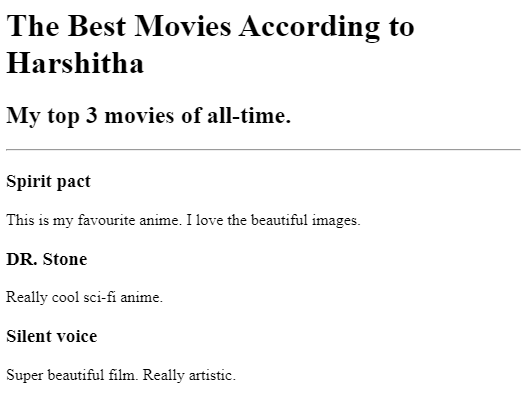 The Best Movies According to
Harshitha
My top 3 movies of all-time.
Spirit pact
This is my favourite anime. I love the beautiful images.
DR. Stone
Really cool sci-fi anime.
Silent voice
Super beautiful film. Really artistic.